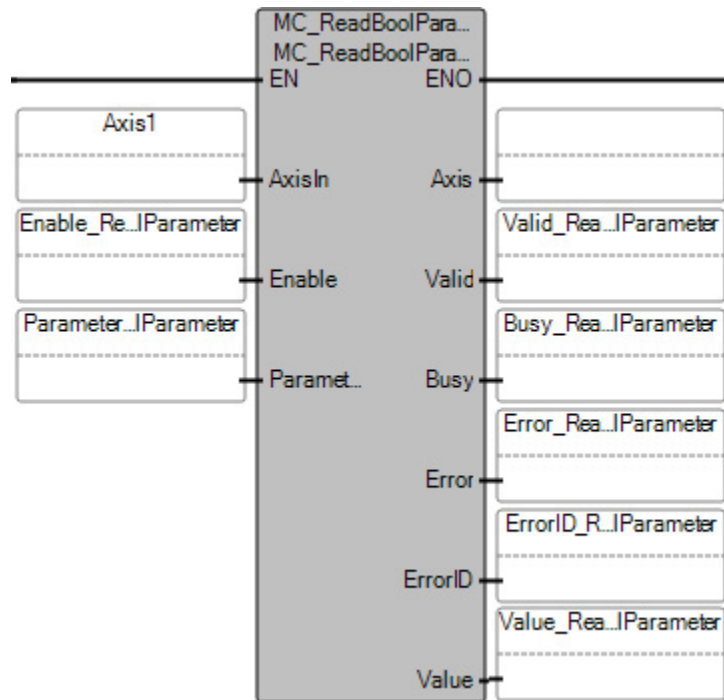 MC_ReadBoolPara...
MC_ReadBoolPara...
EN ENO
Axis1
AxisIn Axis
Enable_Re...lParameter Valid_Rea...lParameter
Enable Valid
Parameter...lParameter Busy_Rea...lParameter
Paramet... Busy
Error_Rea...lParameter
Error
ErrorID_R...lParameter
ErrorID
Value_Rea...lParameter
Value